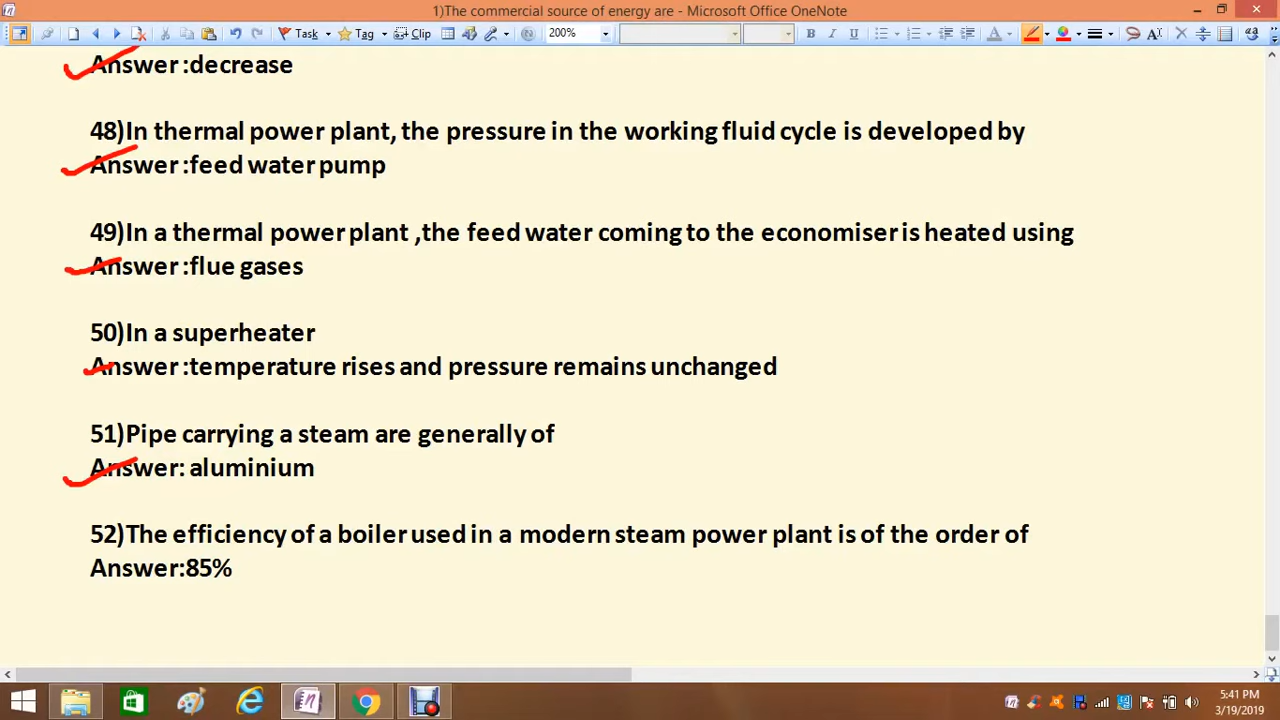 1)The commercial source of energy are - Microsoft Office OneNote
Task Tag Clip 200% B I U
Answer :decrease
48)In thermal power plant, the pressure in the working fluid cycle is developed by
Answer :feed water pump
49)In a thermal power plant ,the feed water coming to the economiser is heated using
Answer :flue gases
50)In a superheater
Answer :temperature rises and pressure remains unchanged
51)Pipe carrying a steam are generally of
Answer: aluminium
52)The efficiency of a boiler used in a modern steam power plant is of the order of
Answer:85%
5:41 PM
3/19/2019